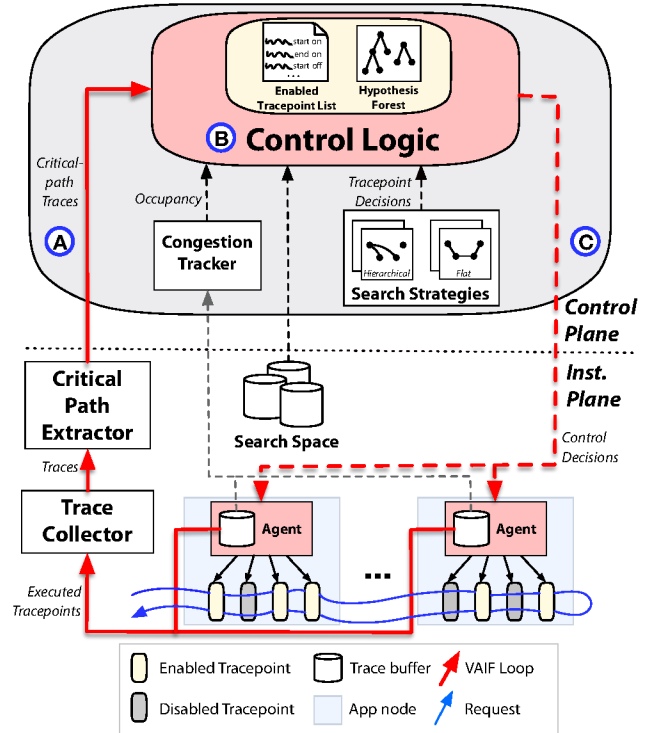 start on
end on
start off
...
Enabled
Tracepoint List
Hypothesis
Forest
B
Control Logic
Critical-
path
Traces
Occupancy
Tracepoint
Decisions
A
C
Congestion
Tracker
Hierarchical
Flat
Search Strategies
Control
Plane
Critical
Path
Extractor
Inst.
Plane
Search Space
Control
Decisions
Traces
Trace
Collector
Agent
Agent
...
Executed
Tracepoints
Enabled Tracepoint
Trace buffer
VAIF Loop
Disabled Tracepoint
App node
Request